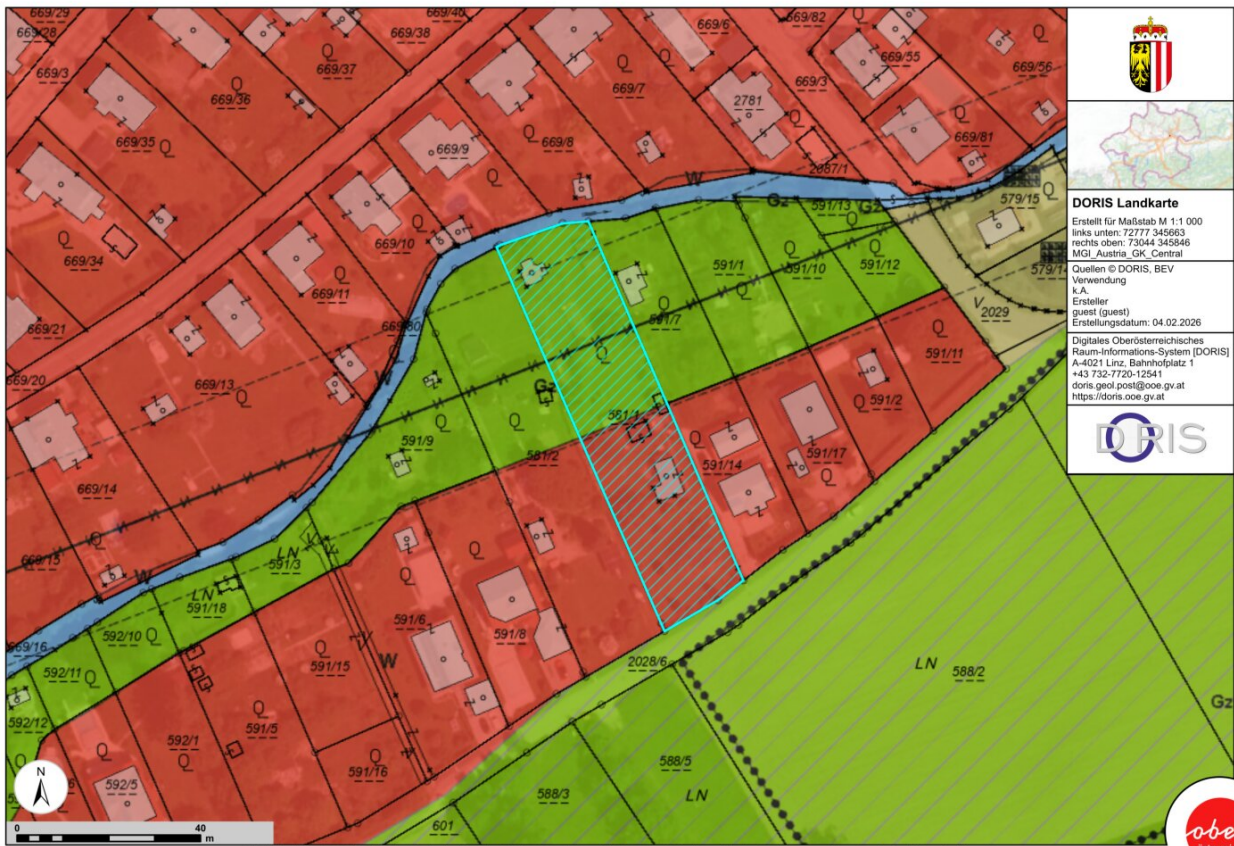 669/29
669/28
669/40
669/38
669/6
669/82
669/55
669/56
669/3
669/37
669/36
669/7
669/3
2781
669/35
669/9
669/8
669/81
669/34
669/10
591/13
579/15
669/11
591/1
591/10
591/12
669/21
669/80
591/7
2029
669/20
669/13
591/11
591/2
591/9
581/2
591/14
591/17
669/14
669/15
591/3
591/18
669/16
592/10
592/11
592/12
591/6
591/8
591/15
2028/6
588/2
LN
592/1
591/5
591/16
592/5
588/5
588/3
LN
601
Gz
N
0 40
m
DORIS Landkarte
Erstellt für Maßstab M 1:1 000
links unten: 72777 345663
rechts oben: 73044 345846
MGI_Austria_GK_Central
Quellen © DORIS, BEV
Verwendung
k.A.
Ersteller
guest (guest)
Erstellungsdatum: 04.02.2026
Digitales Oberösterreichisches
Raum-Informations-System [DORIS]
A-4021 Linz, Bahnhofplatz 1
+43 732-7720-12541
doris.geol.post@ooe.gv.at
https://doris.ooe.gv.at
DORIS
obe